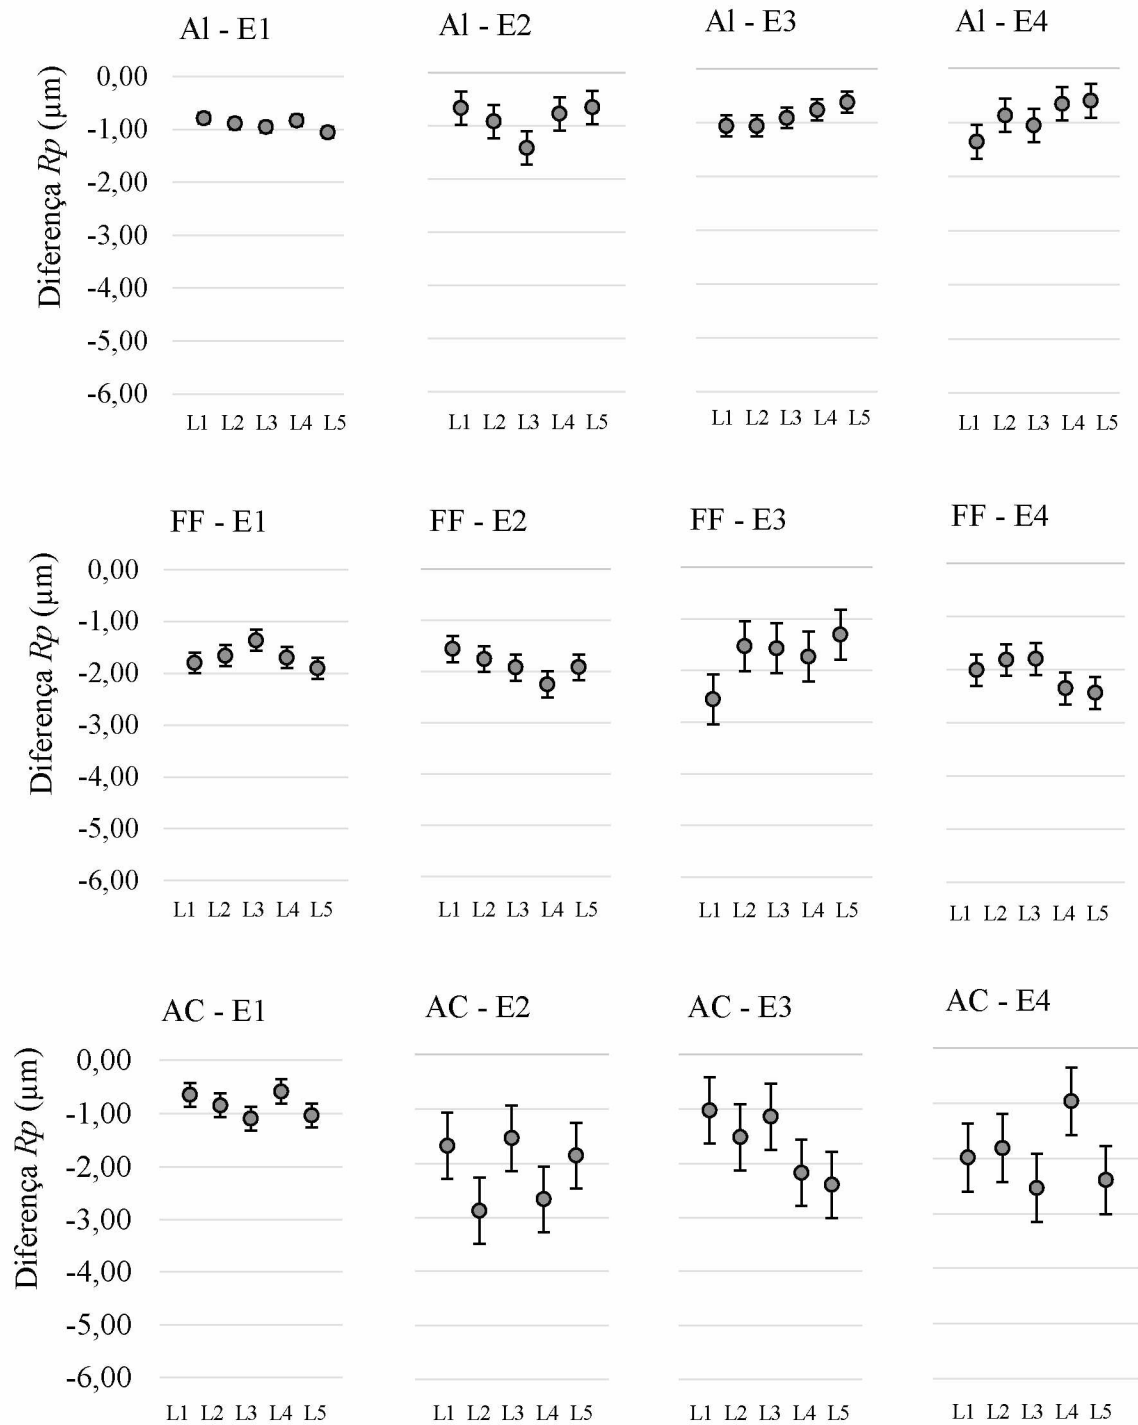 Al - E1
Al - E2
Al - E3
Al - E4
Diferença Rp (µm)
0,00
-1,00
-2,00
-3,00
-4,00
-5,00
-6,00
L1 L2 L3 L4 L5
L1 L2 L3 L4 L5
L1 L2 L3 L4 L5
L1 L2 L3 L4 L5
FF - E1
FF - E2
FF - E3
FF - E4
Diferença Rp (µm)
0,00
-1,00
-2,00
-3,00
-4,00
-5,00
-6,00
L1 L2 L3 L4 L5
L1 L2 L3 L4 L5
L1 L2 L3 L4 L5
L1 L2 L3 L4 L5
AC - E1
AC - E2
AC - E3
AC - E4
Diferença Rp (µm)
0,00
-1,00
-2,00
-3,00
-4,00
-5,00
-6,00
L1 L2 L3 L4 L5
L1 L2 L3 L4 L5
L1 L2 L3 L4 L5
L1 L2 L3 L4 L5